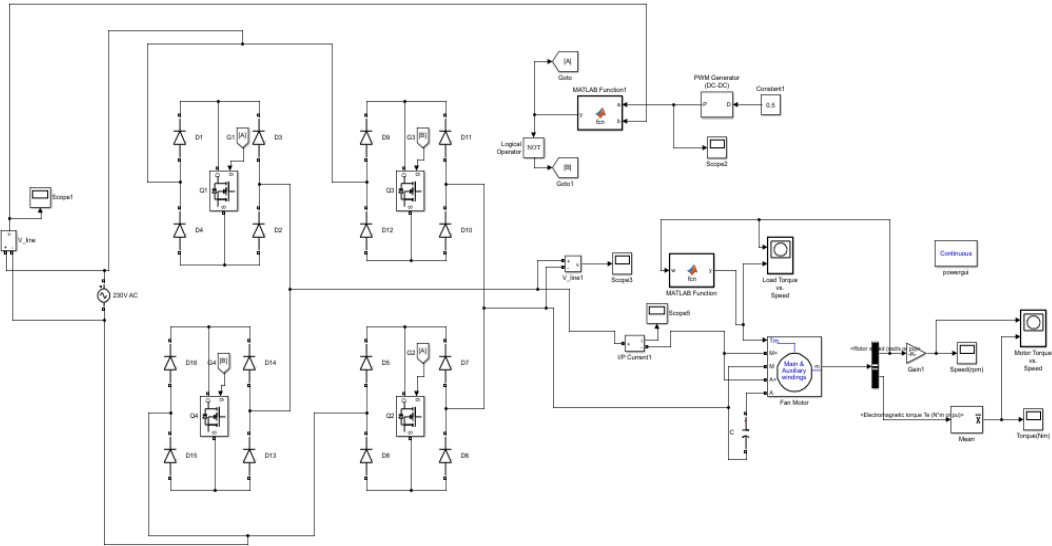 [A]
Goto
MATLAB Function1
a
b
y
fcn
PWM Generator
(DC-DC)
P
D
Constant1
0.5
Scope2
Logical
Operator
NOT
[B]
Goto1
D1
G1
[A]
D3
D9
G3
[B]
D11
Q1
Q3
D4
D2
D12
D10
Scope1
V_line
230V AC
V_line1
Scope3
MATLAB Function
w
y
fcn
Load Torque
vs.
Speed
Continuous
powergui
Scope5
I/P Current1
Tm
M+
M-
A+
A-
m
Main &
Auxiliary
windings
Fan Motor
Gain1
Speed(rpm)
Motor Torque
vs.
Speed
<Electromagnetic torque Te (N*m or pu)>
Mean
Torque(Nm)
C
D16
G4
[B]
D14
D5
G2
[A]
D7
Q4
Q2
D15
D13
D8
D6